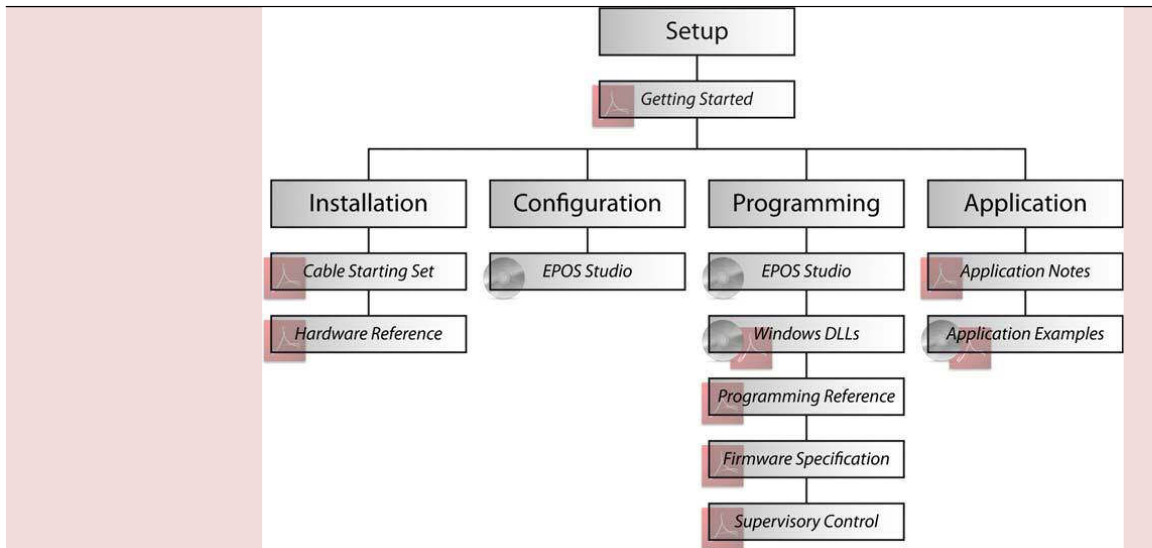 Setup
Getting Started
Installation
Configuration
Programming
Application
Cable Starting Set
EPOS Studio
EPOS Studio
Application Notes
Hardware Reference
Windows DLLs
Application Examples
Programming Reference
Firmware Specification
Supervisory Control